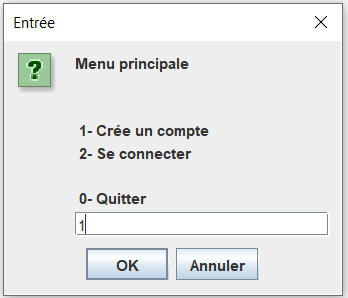 Entrée
Menu principale
1- Crée un compte
2- Se connecter
0- Quitter
1
OK
Annuler